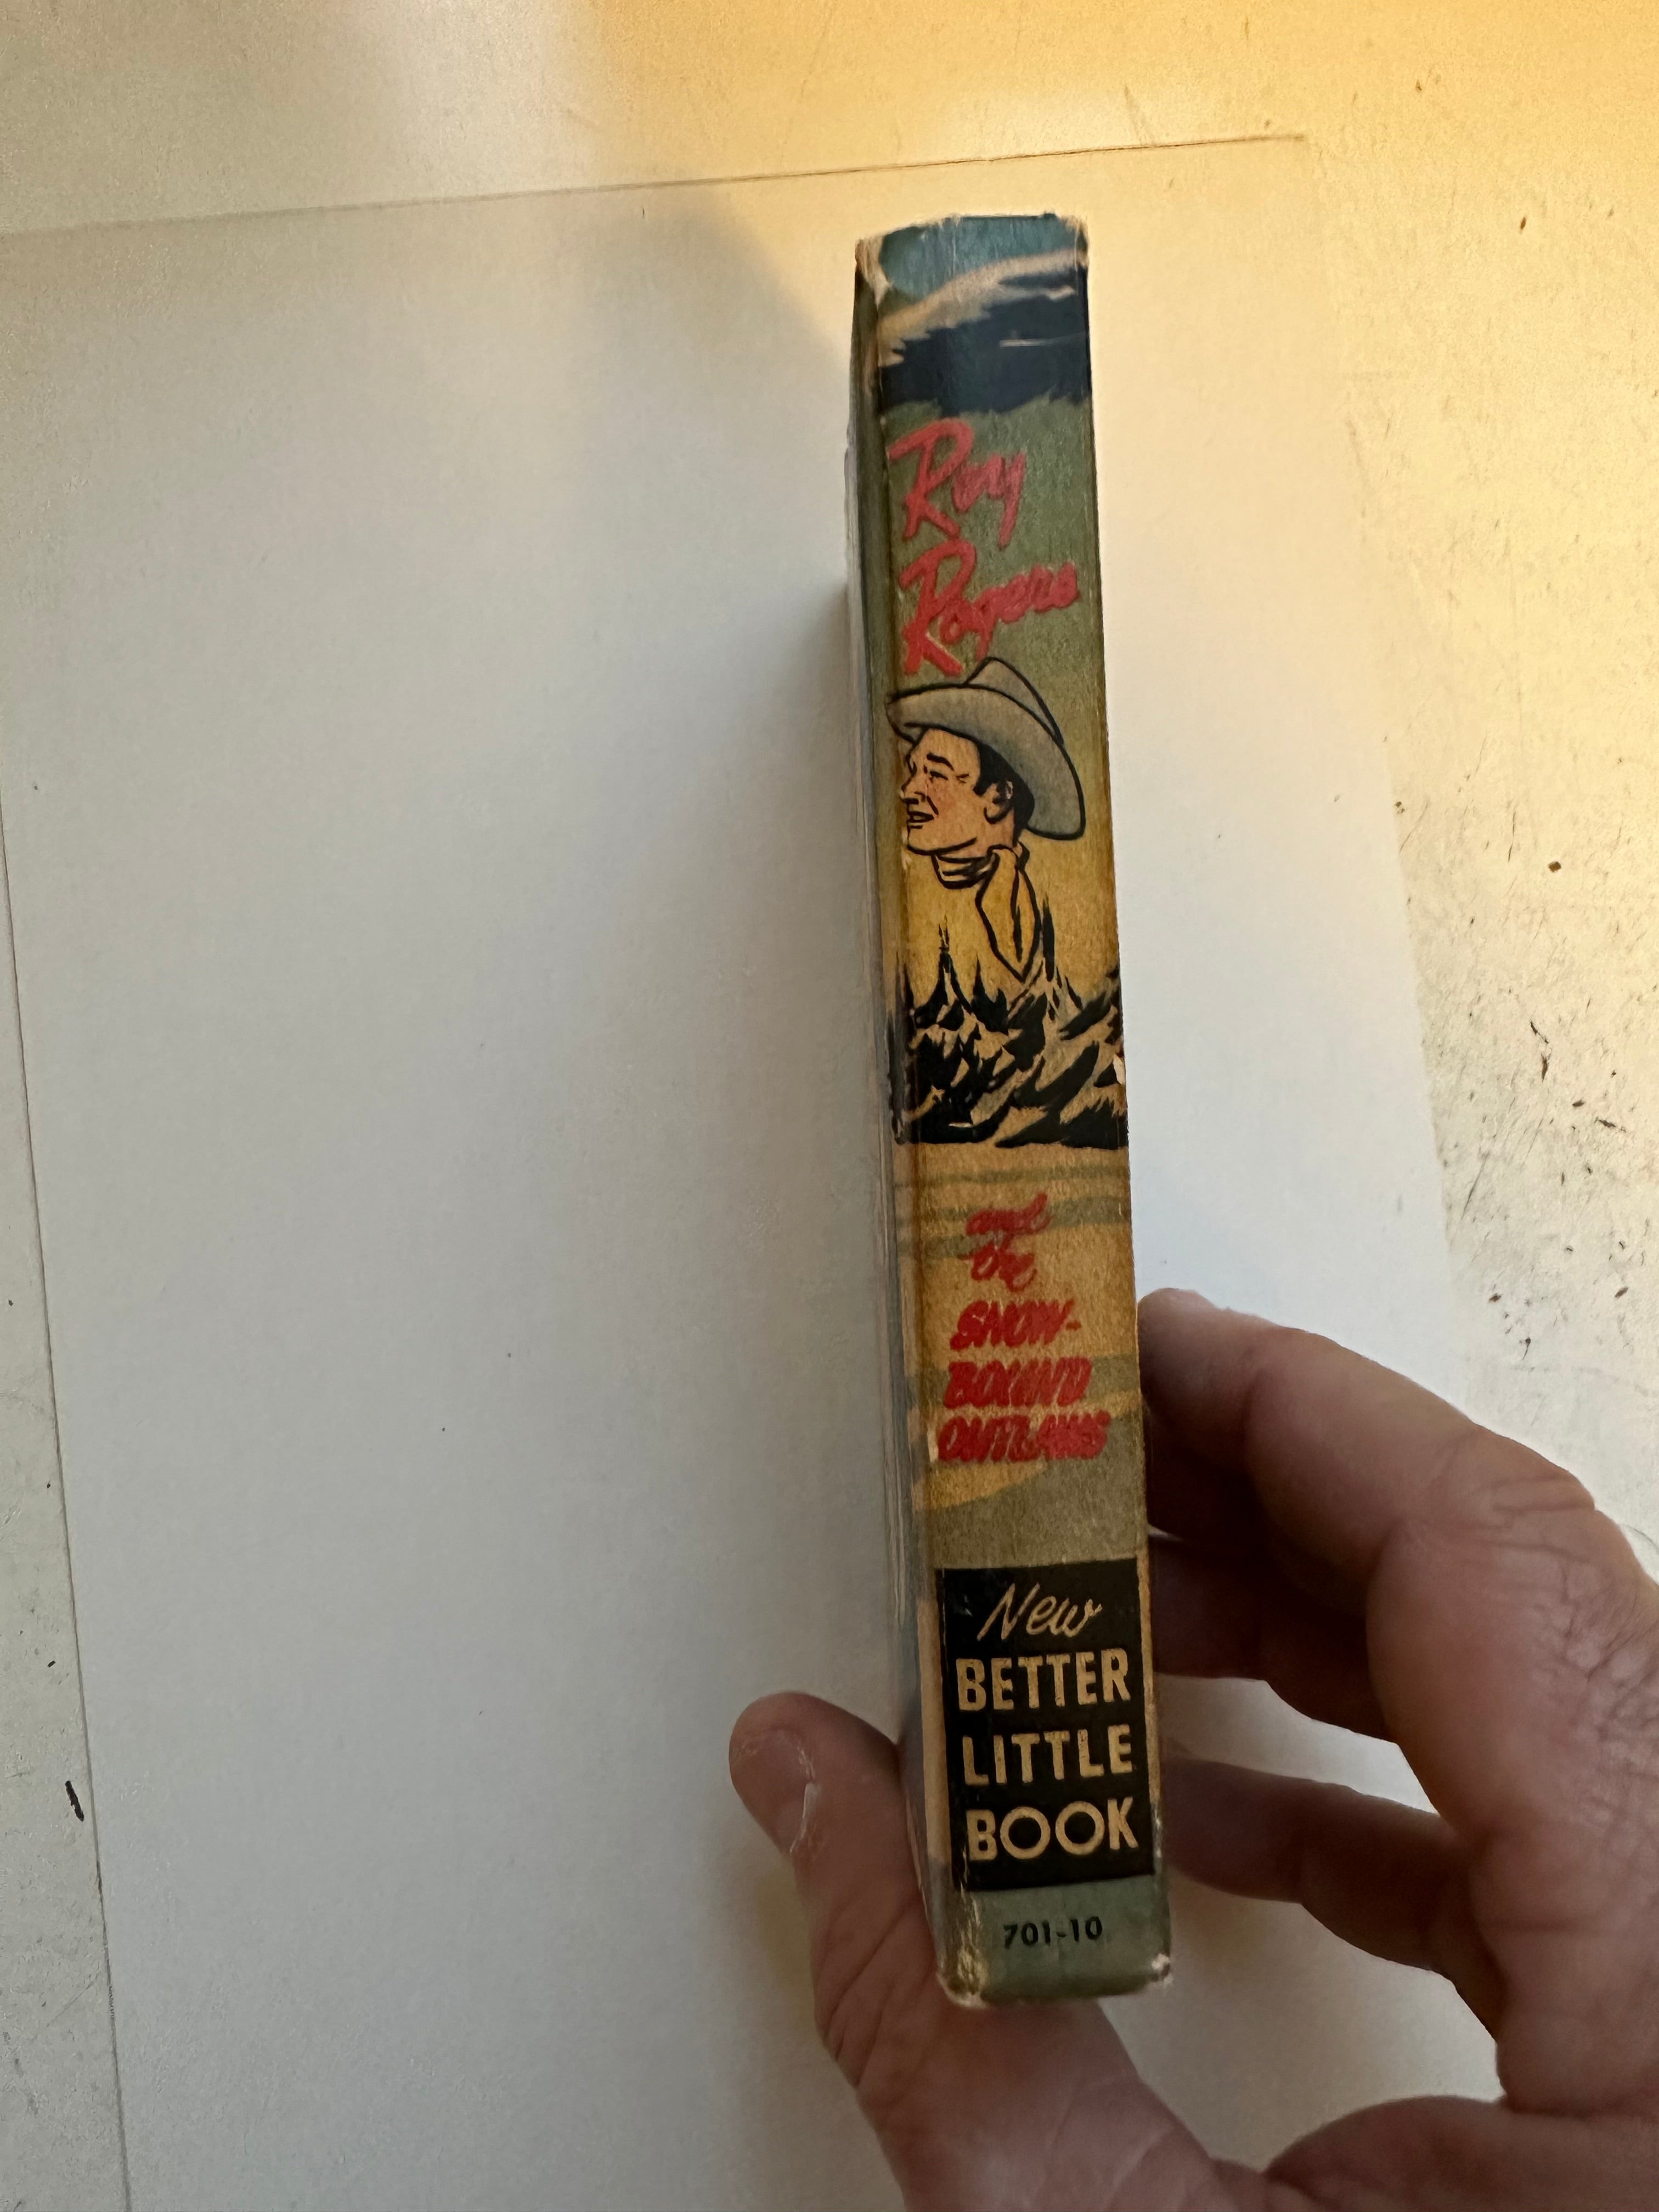 Roy
Rogers
and
the
SNOW-
BOUND
OUTLAWS
New
BETTER
LITTLE
BOOK
701-10